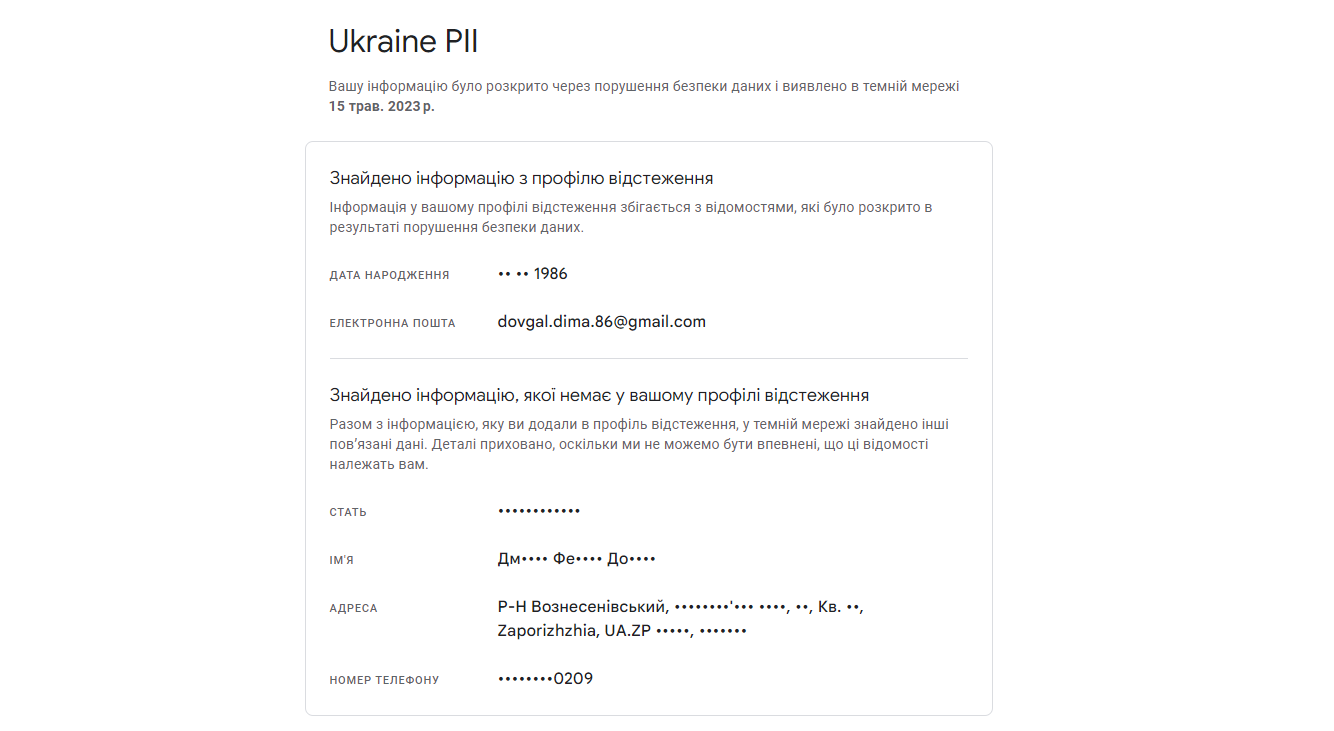 Ukraine PII
Вашу інформацію було розкрито через порушення безпеки даних і виявлено в темній мережі
15 трав. 2023 р.
Знайдено інформацію з профілю відстеження
Інформація у вашому профілі відстеження збігається з відомостями, які було розкрито в
результаті порушення безпеки даних.
ДАТА НАРОДЖЕННЯ •• •• 1986
ЕЛЕКТРОННА ПОШТА dovgal.dima.86@gmail.com
Знайдено інформацію, якої немає у вашому профілі відстеження
Разом з інформацією, яку ви додали в профіль відстеження, у темній мережі знайдено інші
пов’язані дані. Деталі приховано, оскільки ми не можемо бути впевнені, що ці відомості
належать вам.
СТАТЬ ••••••••••••
ІМ'Я Дм•••• Фе•••• До••••
АДРЕСА Р-Н Вознесенівський, ••••••••'••• ••••, ••, Кв. ••,
Zaporizhzhia, UA.ZP •••••, •••••••
НОМЕР ТЕЛЕФОНУ ••••••••0209